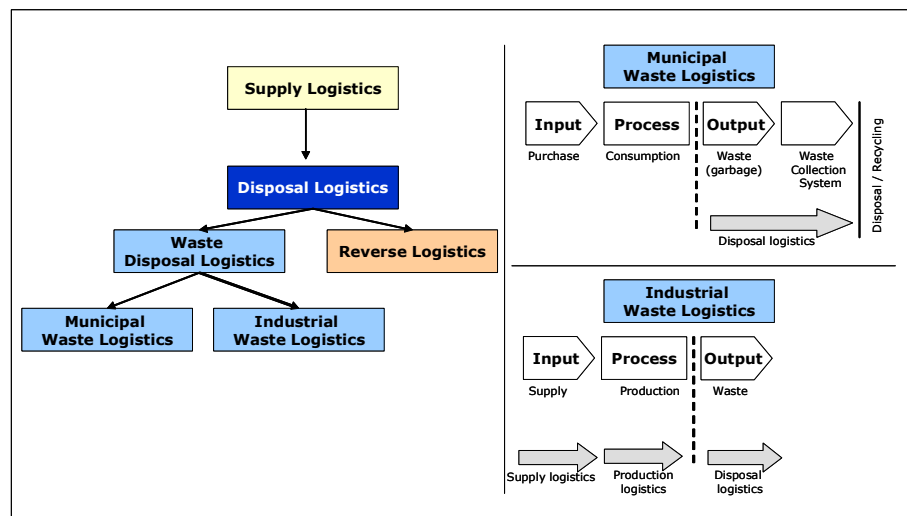 Supply Logistics
Disposal Logistics
Waste
Disposal Logistics
Reverse Logistics
Municipal
Waste Logistics
Industrial
Waste Logistics
Municipal
Waste Logistics
Input
Process
Output
Purchase
Consumption
Waste
(garbage)
Waste
Collection
System
Disposal / Recycling
Disposal logistics
Industrial
Waste Logistics
Input
Process
Output
Supply
Production
Waste
Supply logistics
Production
logistics
Disposal
logistics